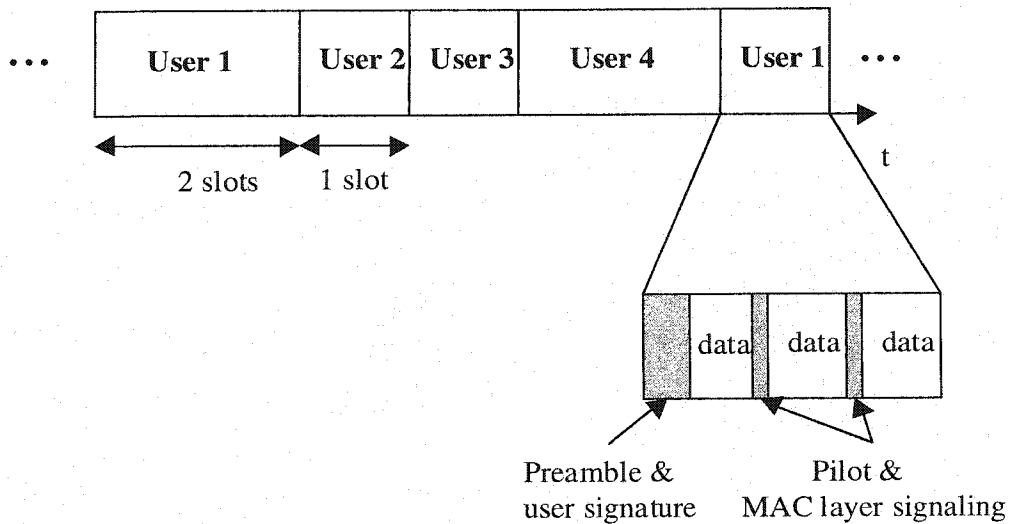 ... User 1 User 2 User 3 User 4 User 1 ...
2 slots 1 slot t
data data data
Preamble & Pilot &
user signature MAC layer signaling